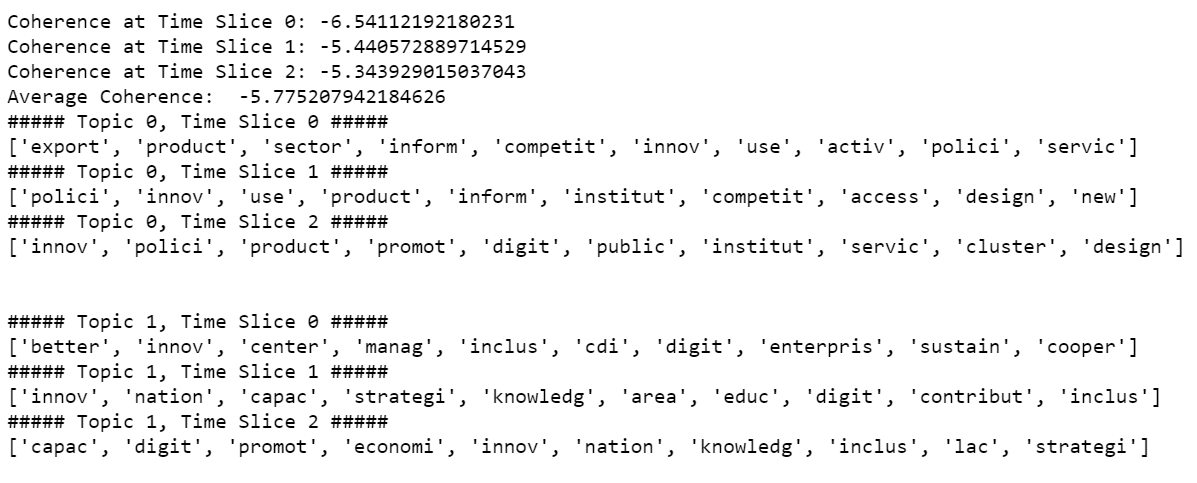 Coherence at Time Slice 0: -6.54112192180231
Coherence at Time Slice 1: -5.440572889714529
Coherence at Time Slice 2: -5.343929015037043
Average Coherence:  -5.775207942184626
##### Topic 0, Time Slice 0 #####
['export', 'product', 'sector', 'inform', 'competit', 'innov', 'use', 'activ', 'polici', 'servic']
##### Topic 0, Time Slice 1 #####
['polici', 'innov', 'use', 'product', 'inform', 'institut', 'competit', 'access', 'design', 'new']
##### Topic 0, Time Slice 2 #####
['innov', 'polici', 'product', 'promot', 'digit', 'public', 'institut', 'servic', 'cluster', 'design']
##### Topic 1, Time Slice 0 #####
['better', 'innov', 'center', 'manag', 'inclus', 'cdi', 'digit', 'enterpris', 'sustain', 'cooper']
##### Topic 1, Time Slice 1 #####
['innov', 'nation', 'capac', 'strategi', 'knowledg', 'area', 'educ', 'digit', 'contribut', 'inclus']
##### Topic 1, Time Slice 2 #####
['capac', 'digit', 'promot', 'economi', 'innov', 'nation', 'knowledg', 'inclus', 'lac', 'strategi']